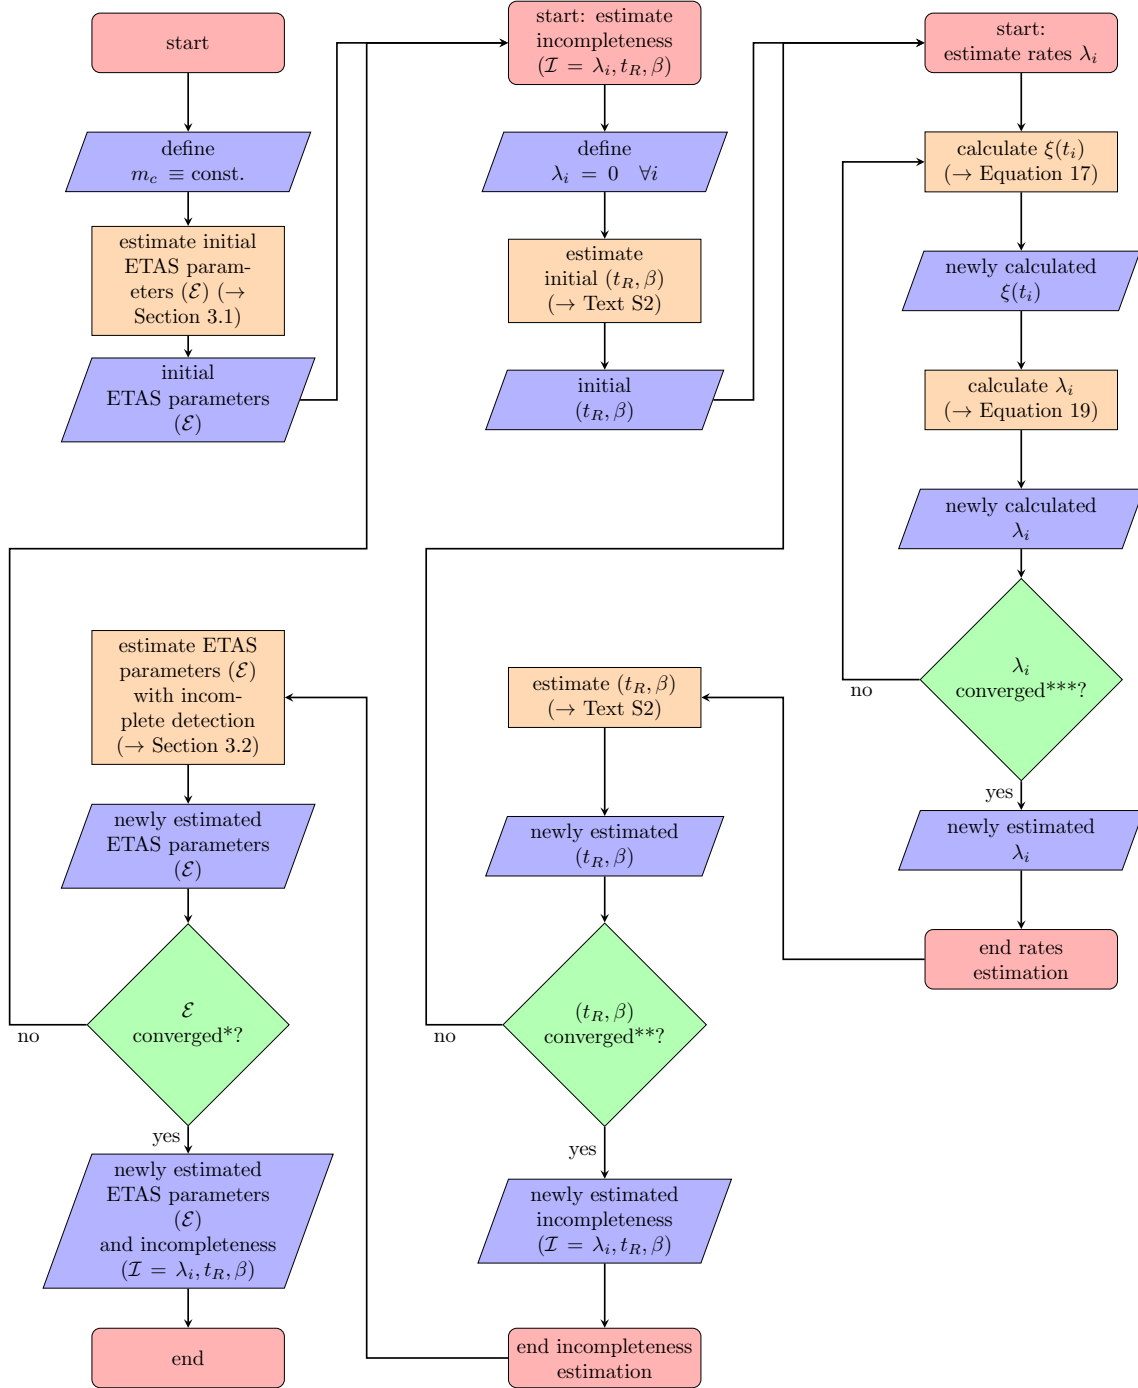 start
define
m_c ≡ const.
estimate initial
ETAS param-
eters (ℰ) (→
Section 3.1)
initial
ETAS parameters
(ℰ)
estimate ETAS
parameters (ℰ)
with incom-
plete detection
(→ Section 3.2)
newly estimated
ETAS parameters
(ℰ)
ℰ
converged*?
no
yes
newly estimated
ETAS parameters
(ℰ)
and incompleteness
(ℐ = λ_i, t_R, β)
end
start: estimate
incompleteness
(ℐ = λ_i, t_R, β)
define
λ_i = 0 ∀i
estimate
initial (t_R, β)
(→ Text S2)
initial
(t_R, β)
estimate (t_R, β)
(→ Text S2)
newly estimated
(t_R, β)
(t_R, β)
converged**?
no
yes
newly estimated
incompleteness
(ℐ = λ_i, t_R, β)
end incompleteness
estimation
start:
estimate rates λ_i
calculate ξ(t_i)
(→ Equation 17)
newly calculated
ξ(t_i)
calculate λ_i
(→ Equation 19)
newly calculated
λ_i
λ_i
converged***?
no
yes
newly estimated
λ_i
end rates
estimation